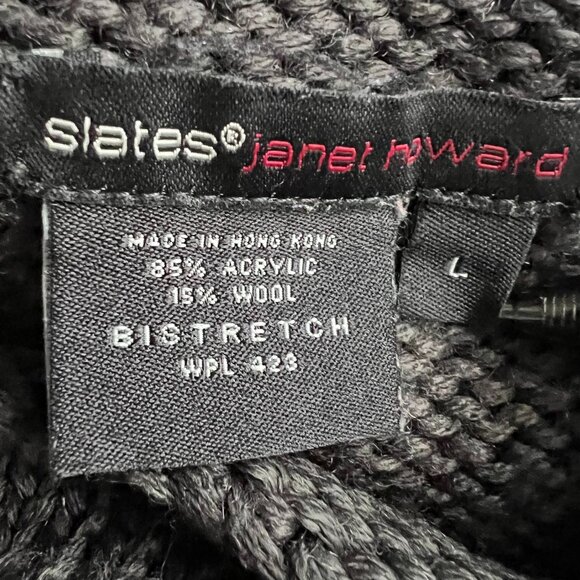 slates® janet howard
MADE IN HONG KONG
85% ACRYLIC
15% WOOL
BISTRETCH
WPL 423
L